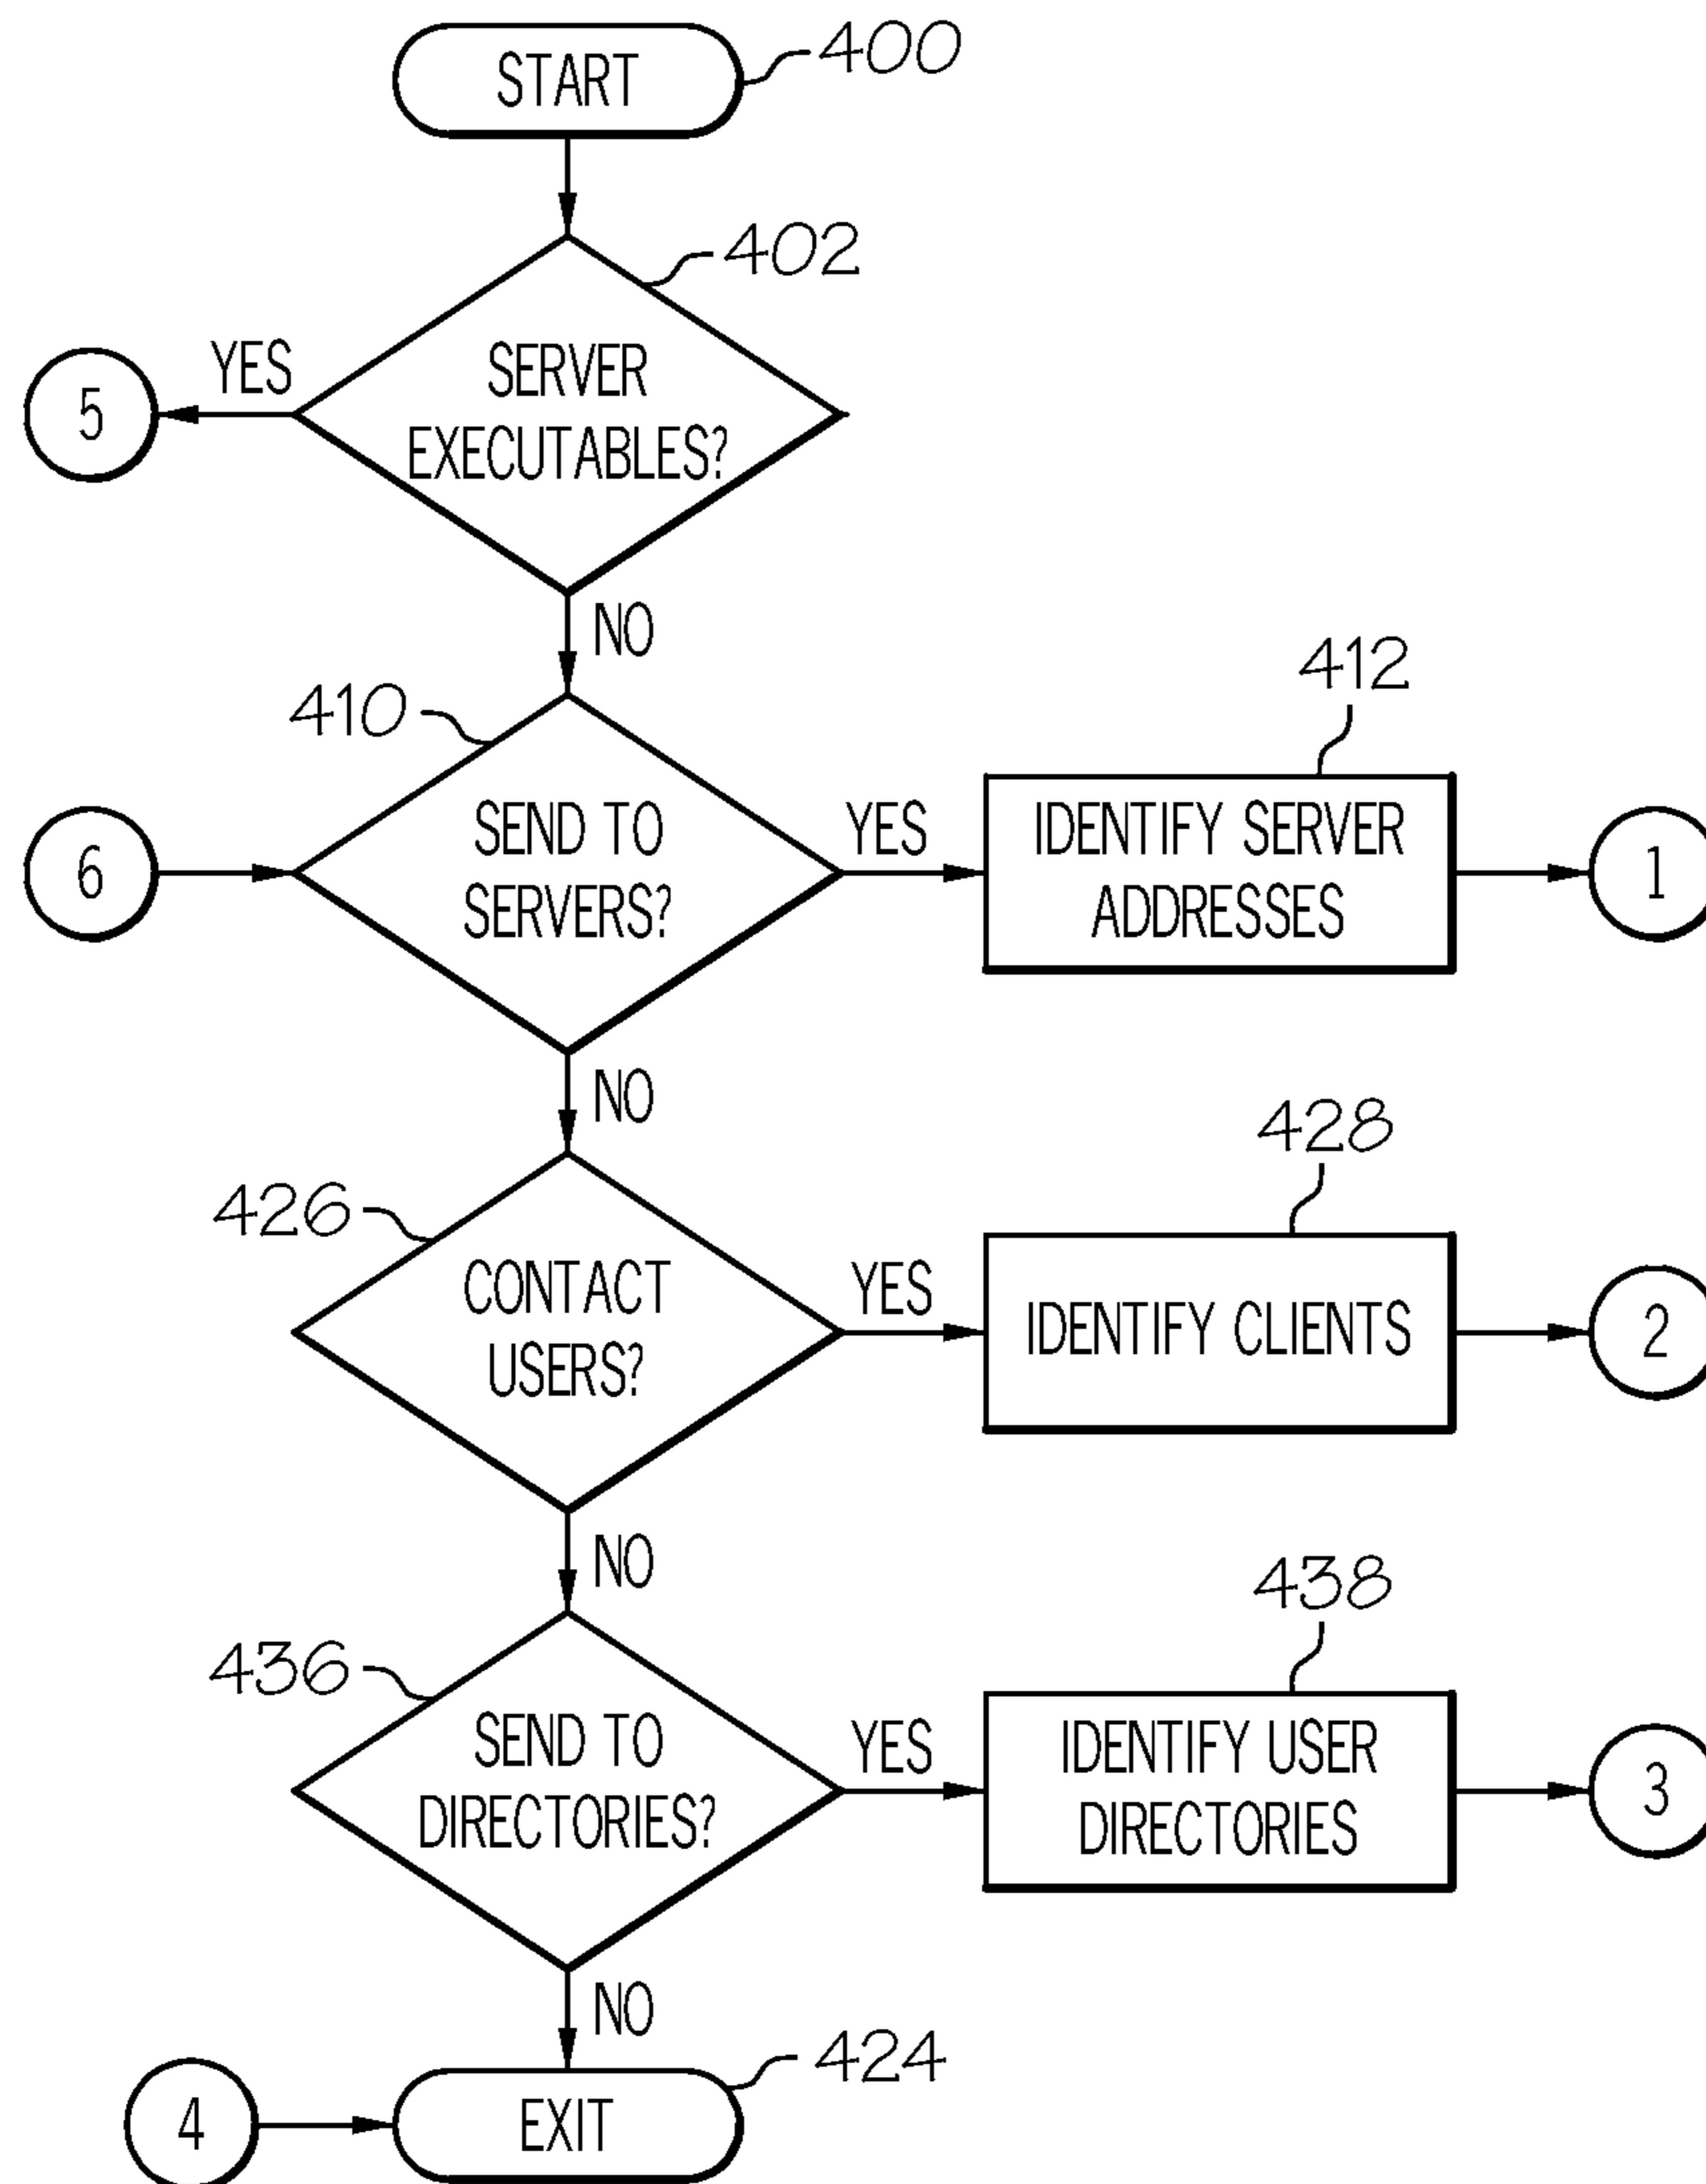 START
400
402
SERVER
EXECUTABLES?
YES
5
NO
410
412
6
SEND TO
SERVERS?
YES
IDENTIFY SERVER
ADDRESSES
1
NO
426
428
CONTACT
USERS?
YES
IDENTIFY CLIENTS
2
NO
436
438
SEND TO
DIRECTORIES?
YES
IDENTIFY USER
DIRECTORIES
3
NO
424
4
EXIT